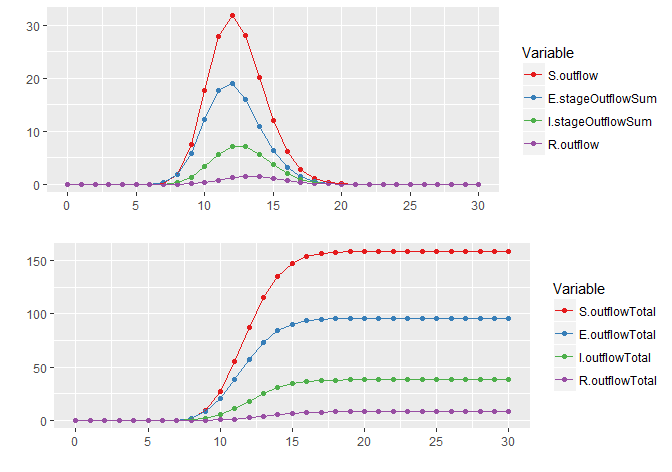 30
20
10
0
0 5 10 15 20 25 30
Variable
S.outflow
E.stageOutflowSum
I.stageOutflowSum
R.outflow
150
100
50
0
0 5 10 15 20 25 30
Variable
S.outflowTotal
E.outflowTotal
I.outflowTotal
R.outflowTotal